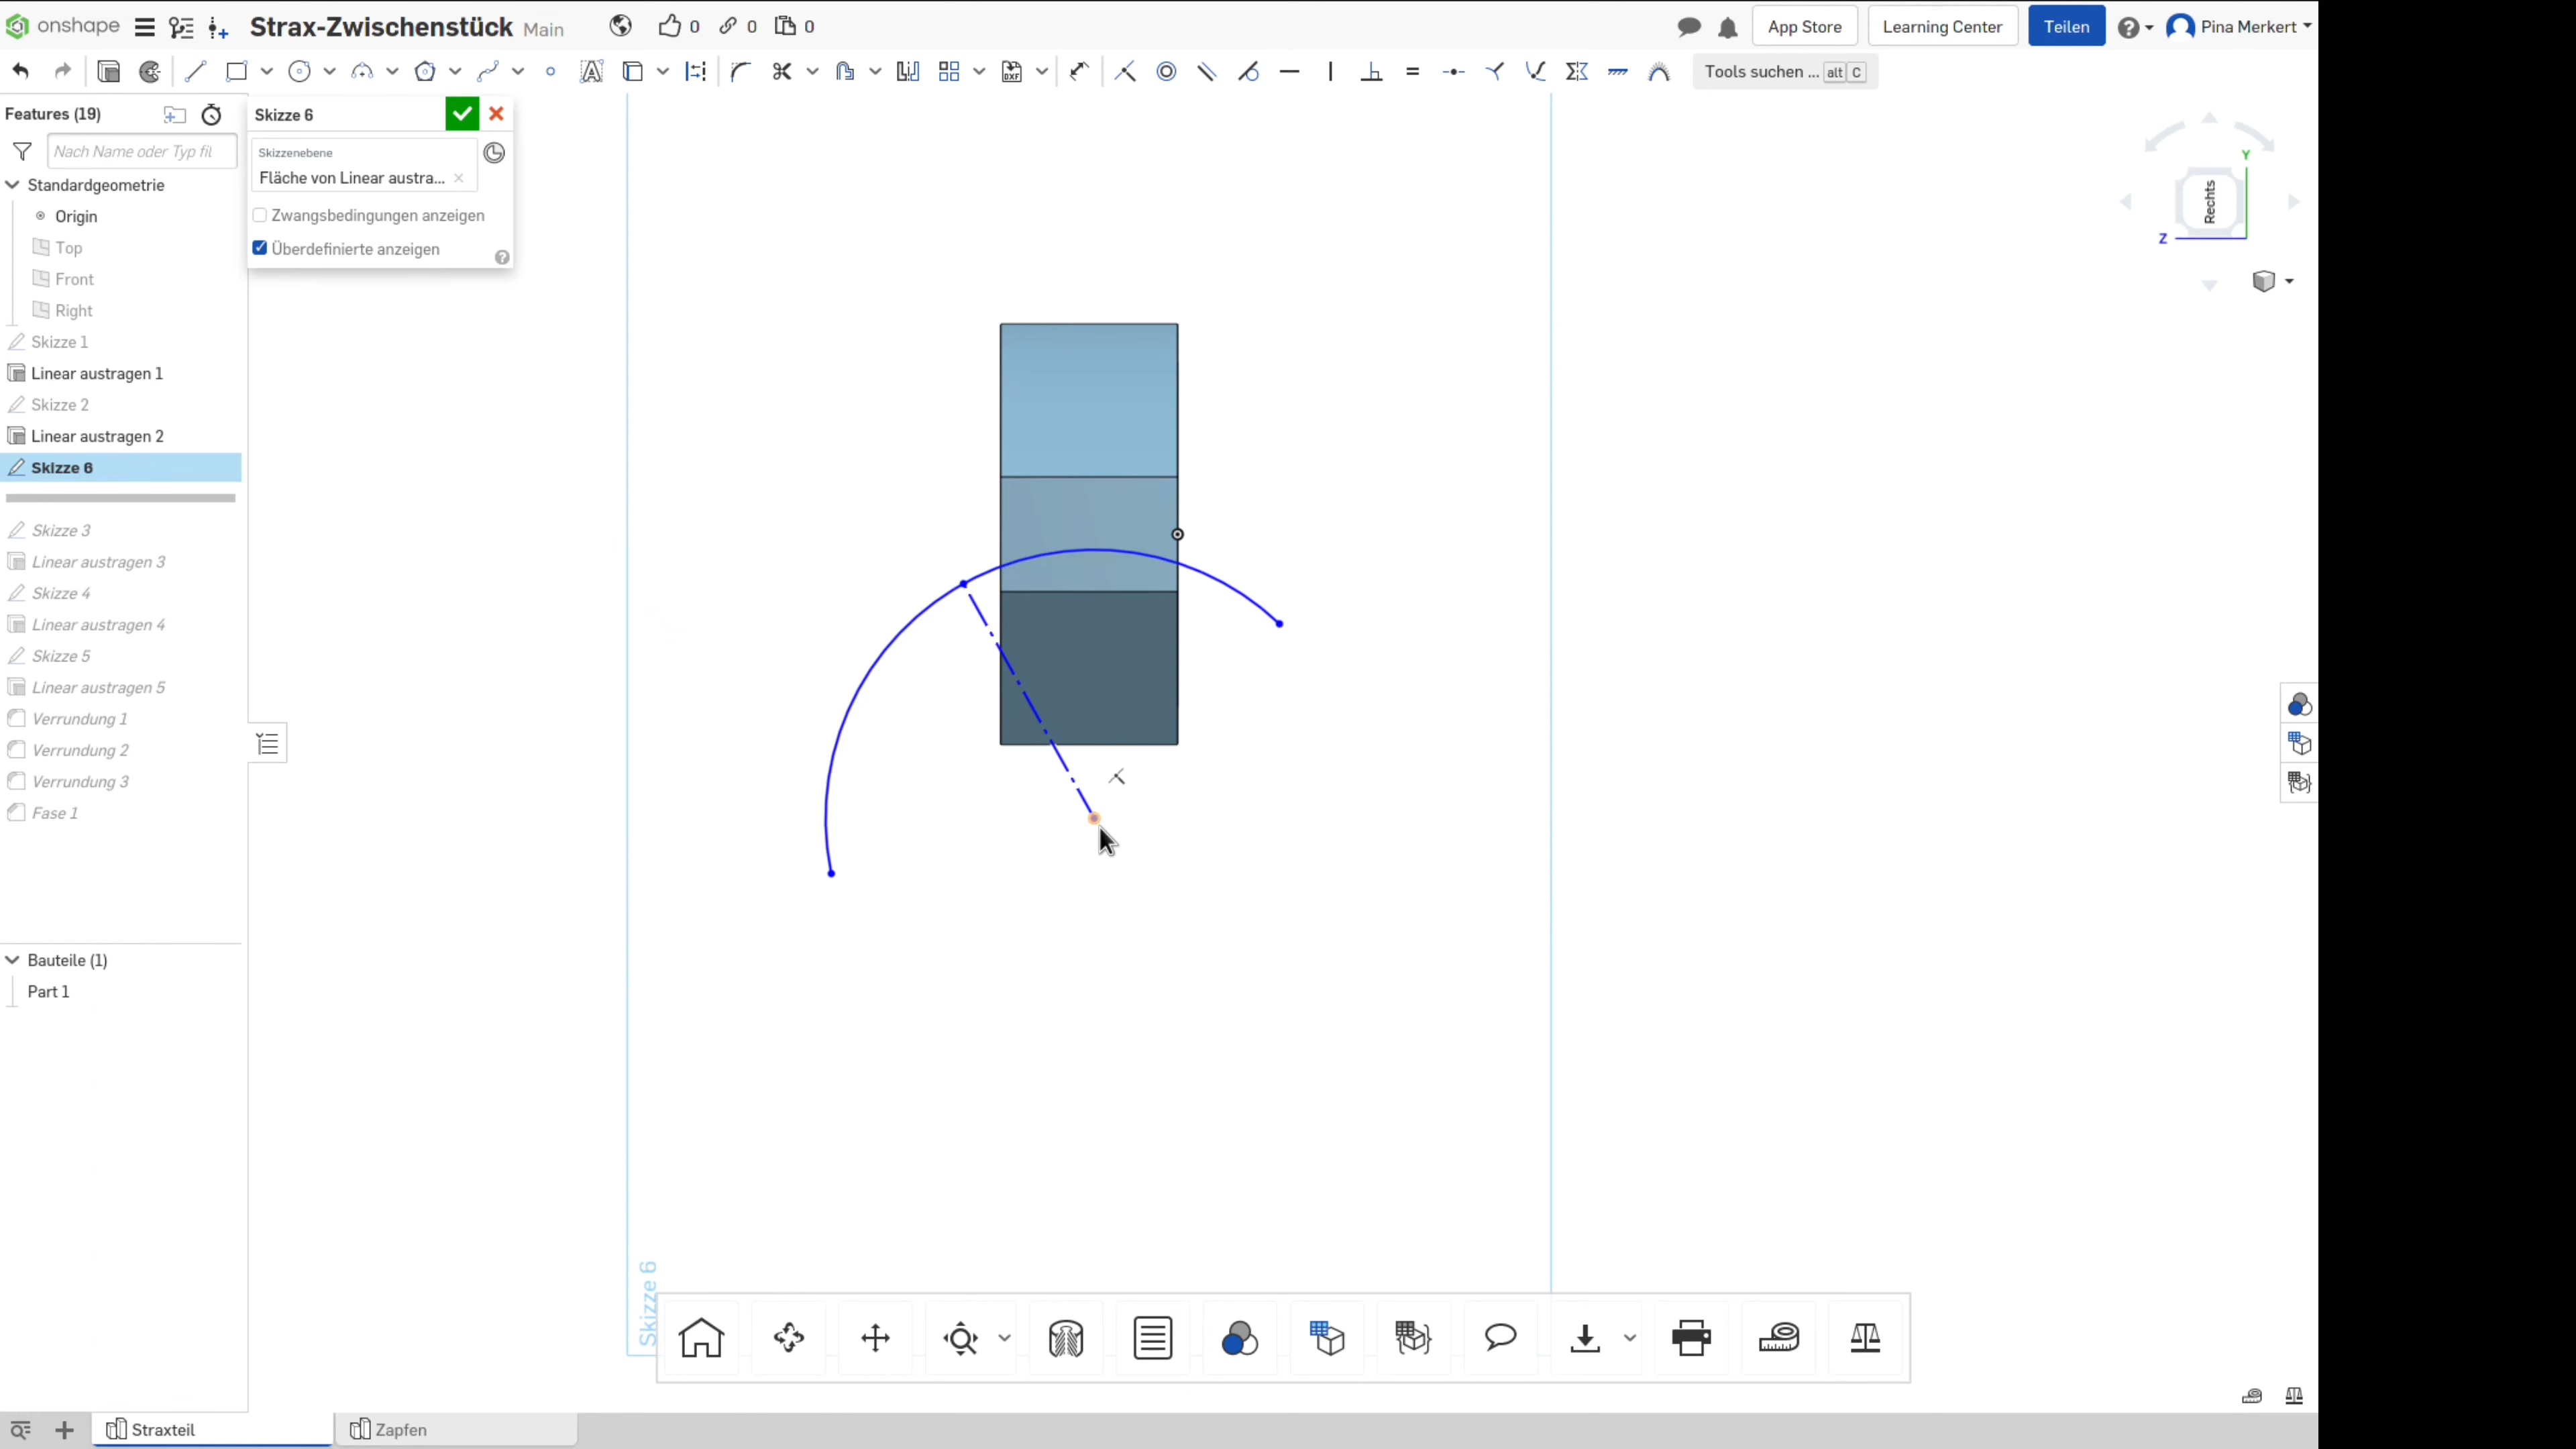 onshape Strax-Zwischenstück Main 0 0 0 App Store Learning Center Teilen Pina Merkert
Tools suchen ... alt C
Features (19)
Nach Name oder Typ fil
Standardgeometrie
Origin
Top
Front
Right
Skizze 1
Linear austragen 1
Skizze 2
Linear austragen 2
Skizze 6
Skizze 3
Linear austragen 3
Skizze 4
Linear austragen 4
Skizze 5
Linear austragen 5
Verrundung 1
Verrundung 2
Verrundung 3
Fase 1
Bauteile (1)
Part 1
Skizze 6
Skizzenebene
Fläche von Linear austra...
Zwangsbedingungen anzeigen
Überdefinierte anzeigen
Y
Rechts
Z
Skizze 6
Straxteil Zapfen